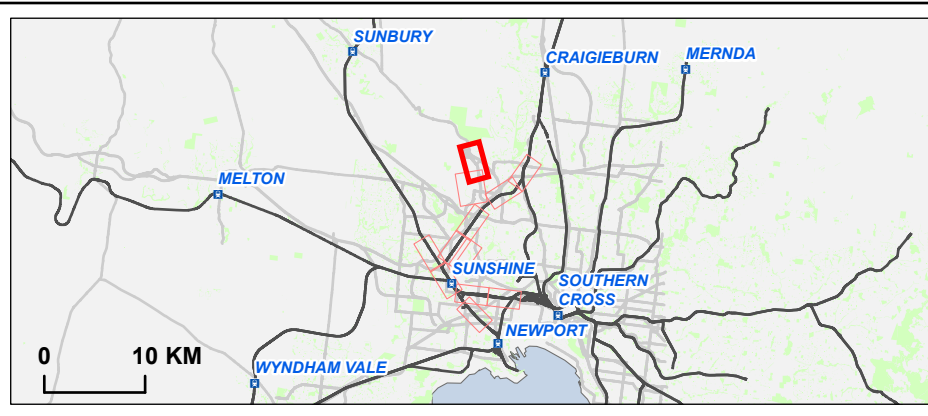 SUNBURY
CRAIGIEBURN
MERNDA
MELTON
SUNSHINE
SOUTHERN
CROSS
NEWPORT
0 10 KM
WYNDHAM VALE